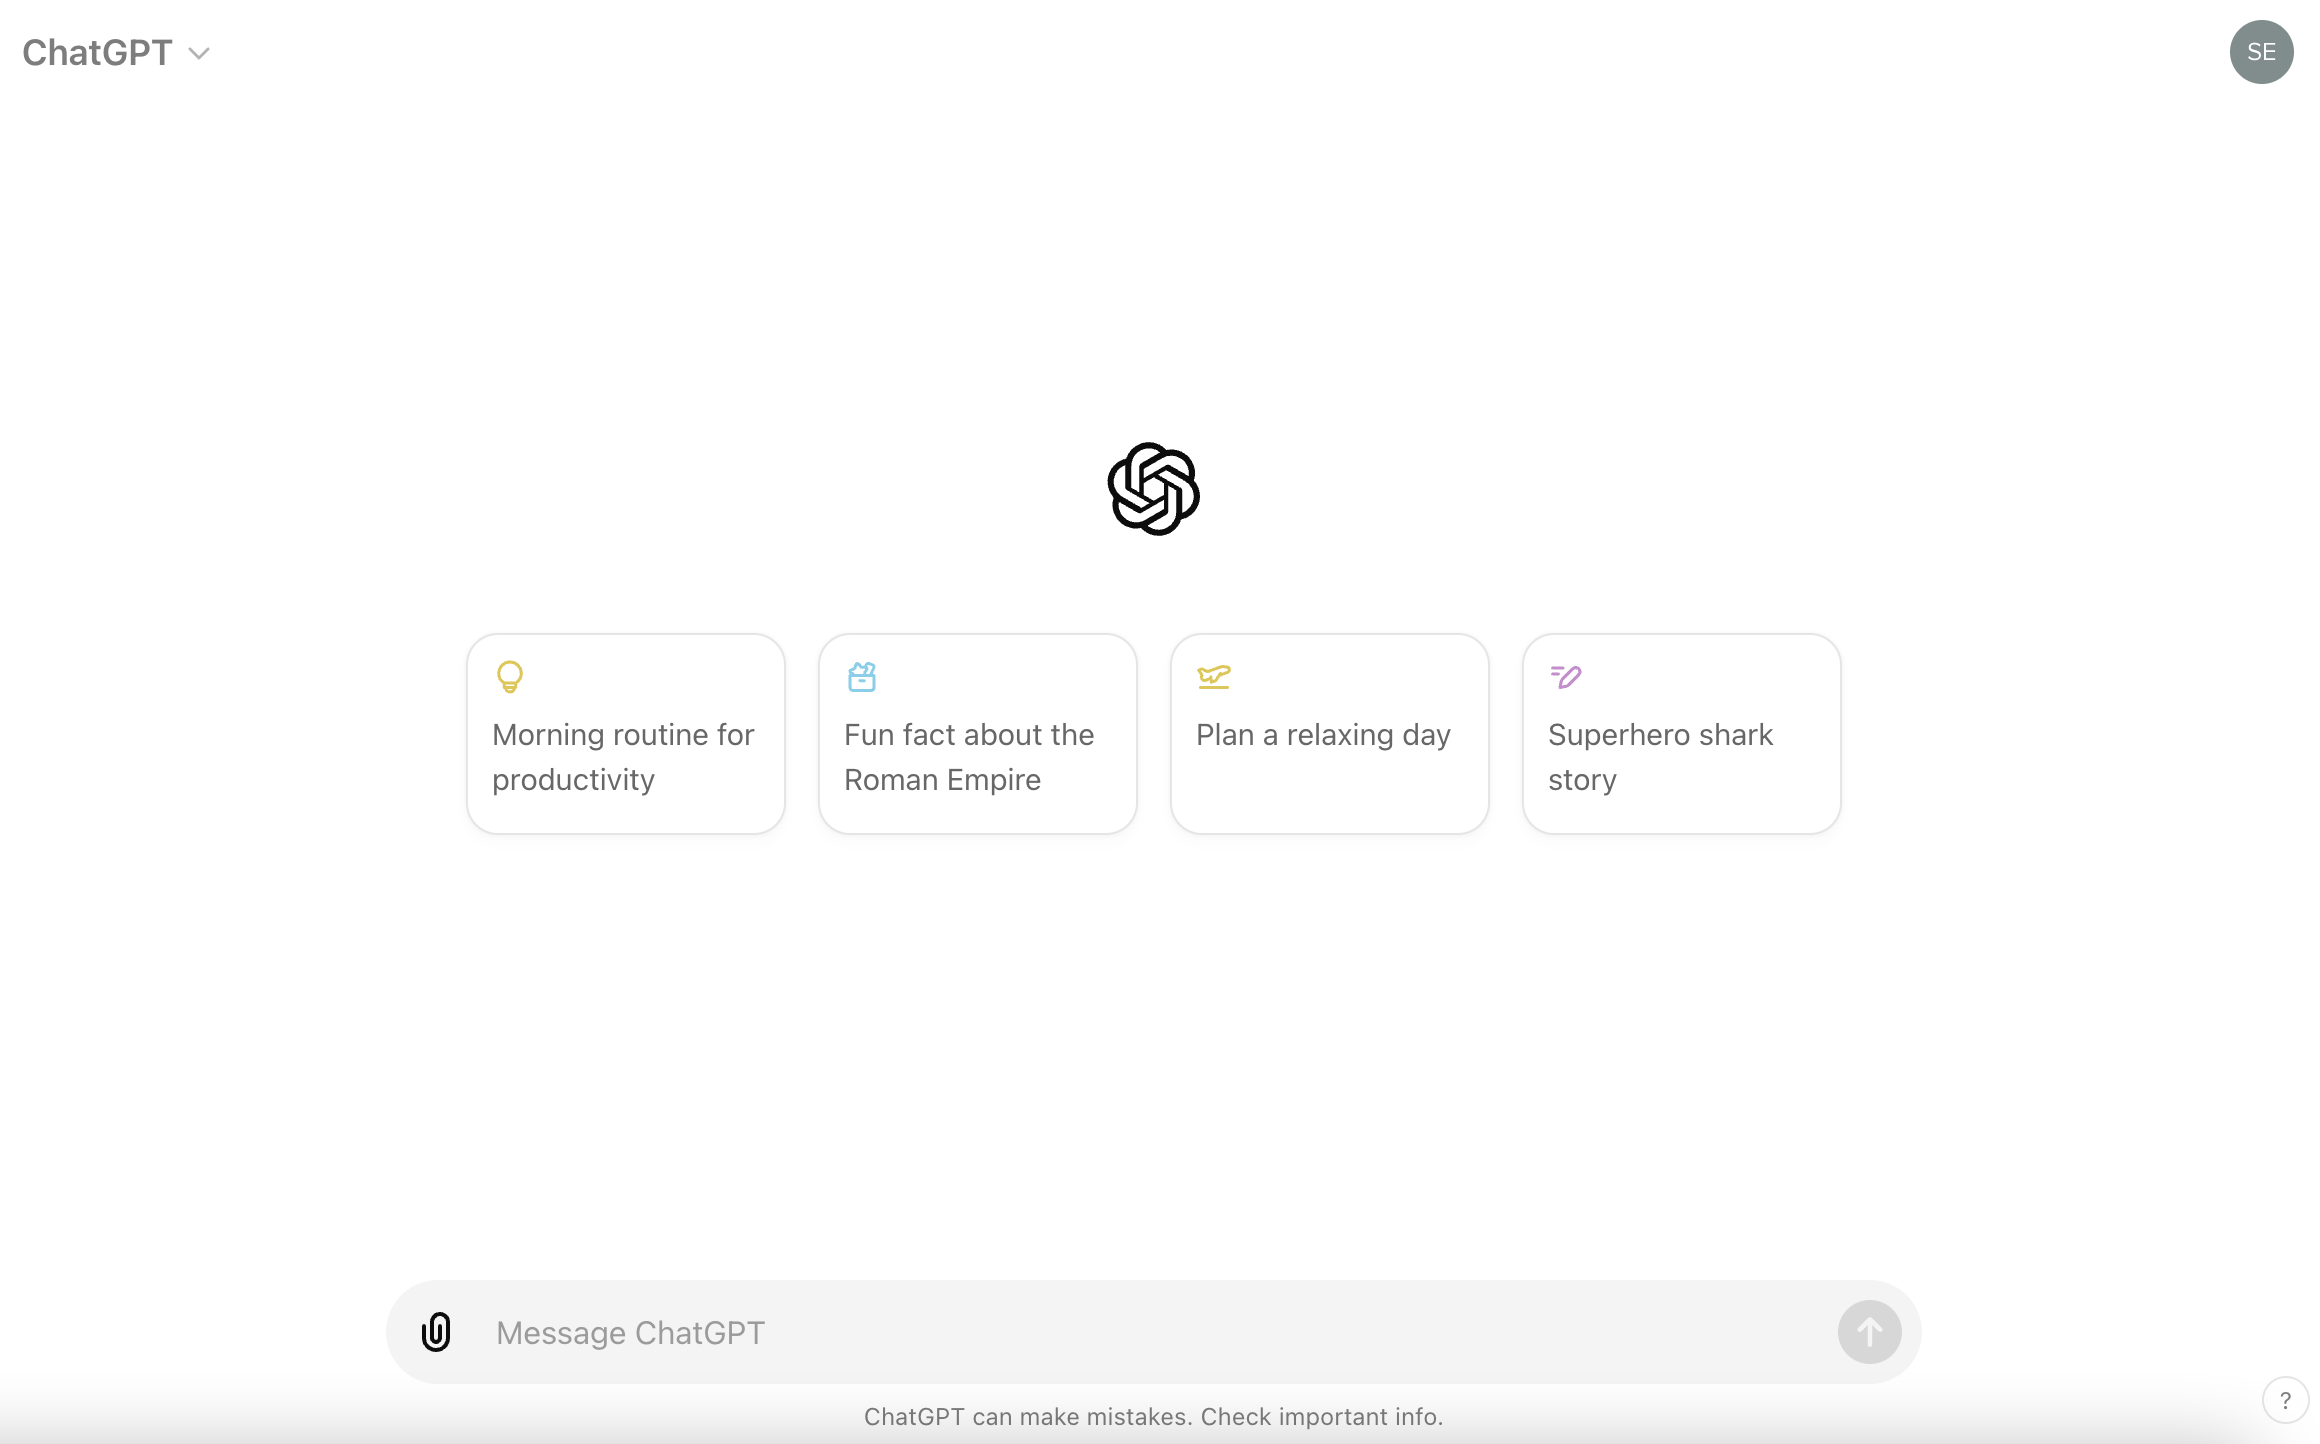 ChatGPT
SE
Morning routine for
productivity
Fun fact about the
Roman Empire
Plan a relaxing day
Superhero shark
story
Message ChatGPT
ChatGPT can make mistakes. Check important info.
?